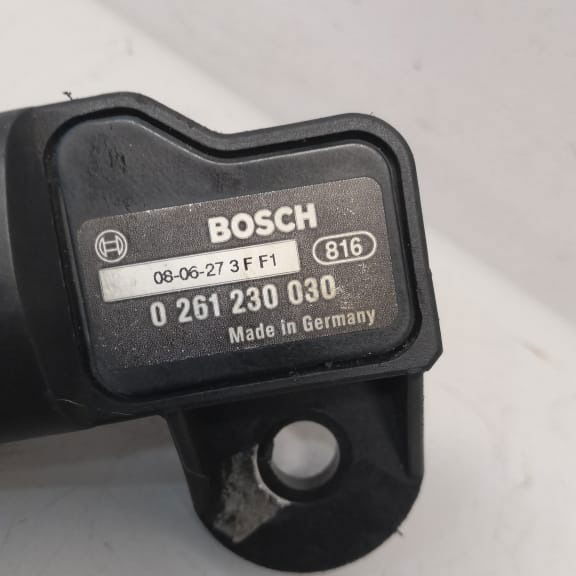 BOSCH
08-06-27 3 F F1
816
0 261 230 030
Made in Germany